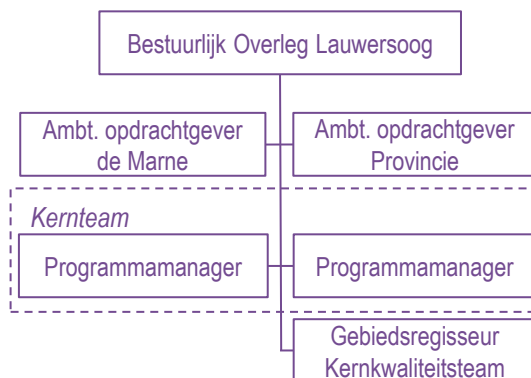 Bestuurlijk Overleg Lauwersoog
Ambt. opdrachtgever
de Marne
Ambt. opdrachtgever
Provincie
Kernteam
Programmamanager
Programmamanager
Gebiedsregisseur
Kernkwaliteitsteam